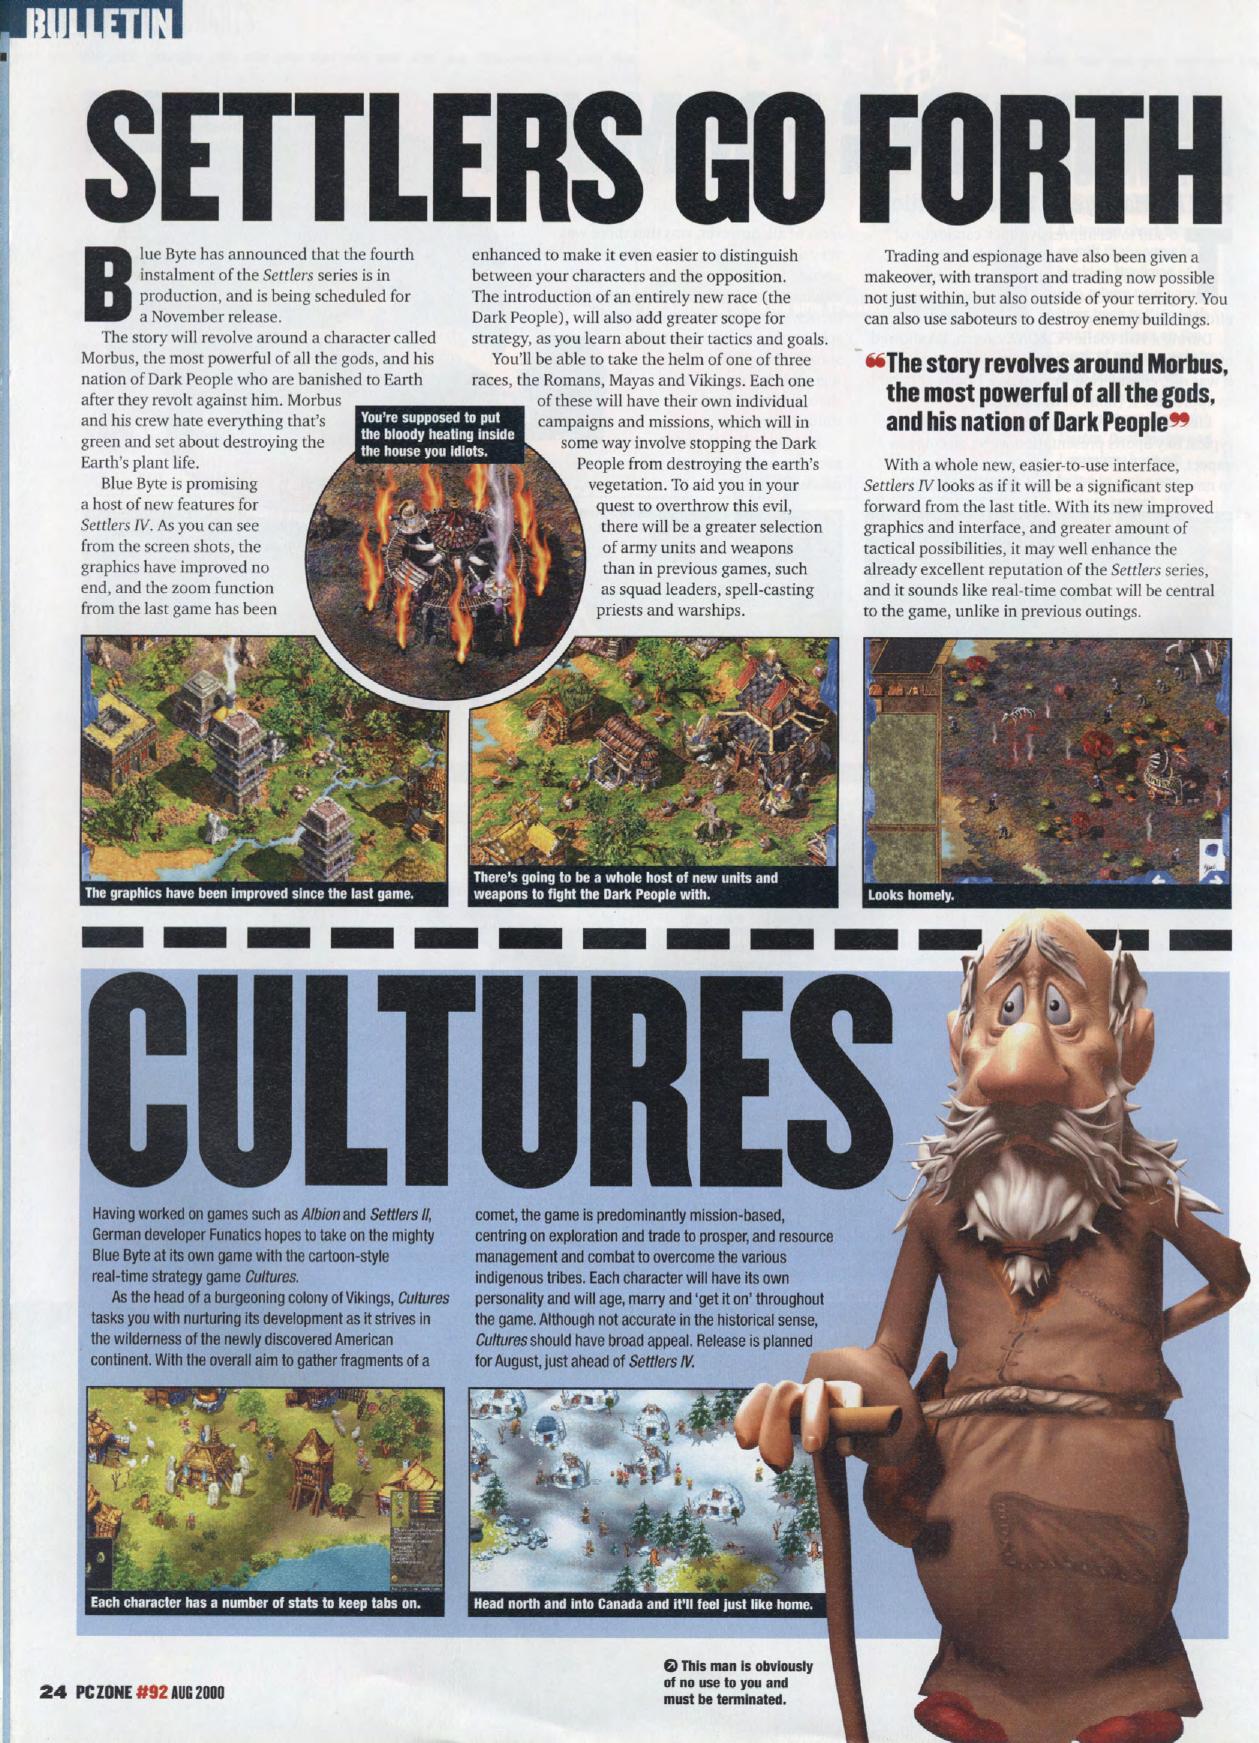 BULLETIN
SETTLERS GO FORTH
Blue Byte has announced that the fourth
instalment of the Settlers series is in
production, and is being scheduled for
a November release.
The story will revolve around a character called
Morbus, the most powerful of all the gods, and his
nation of Dark People who are banished to Earth
after they revolt against him. Morbus
and his crew hate everything that's
green and set about destroying the
Earth's plant life.
Blue Byte is promising
a host of new features for
Settlers IV. As you can see
from the screen shots, the
graphics have improved no
end, and the zoom function
from the last game has been
enhanced to make it even easier to distinguish
between your characters and the opposition.
The introduction of an entirely new race (the
Dark People), will also add greater scope for
strategy, as you learn about their tactics and goals.
You'll be able to take the helm of one of three
races, the Romans, Mayas and Vikings. Each one
of these will have their own individual
campaigns and missions, which will in
some way involve stopping the Dark
People from destroying the earth's
vegetation. To aid you in your
quest to overthrow this evil,
there will be a greater selection
of army units and weapons
than in previous games, such
as squad leaders, spell-casting
priests and warships.
Trading and espionage have also been given a
makeover, with transport and trading now possible
not just within, but also outside of your territory. You
can also use saboteurs to destroy enemy buildings.
“The story revolves around Morbus,
the most powerful of all the gods,
and his nation of Dark People”
With a whole new, easier-to-use interface,
Settlers IV looks as if it will be a significant step
forward from the last title. With its new improved
graphics and interface, and greater amount of
tactical possibilities, it may well enhance the
already excellent reputation of the Settlers series,
and it sounds like real-time combat will be central
to the game, unlike in previous outings.
You're supposed to put
the bloody heating inside
the house you idiots.
The graphics have been improved since the last game.
There's going to be a whole host of new units and
weapons to fight the Dark People with.
Looks homely.
CULTURES
Having worked on games such as Albion and Settlers II,
German developer Funatics hopes to take on the mighty
Blue Byte at its own game with the cartoon-style
real-time strategy game Cultures.
As the head of a burgeoning colony of Vikings, Cultures
tasks you with nurturing its development as it strives in
the wilderness of the newly discovered American
continent. With the overall aim to gather fragments of a
comet, the game is predominantly mission-based,
centring on exploration and trade to prosper, and resource
management and combat to overcome the various
indigenous tribes. Each character will have its own
personality and will age, marry and 'get it on' throughout
the game. Although not accurate in the historical sense,
Cultures should have broad appeal. Release is planned
for August, just ahead of Settlers IV.
Each character has a number of stats to keep tabs on.
Head north and into Canada and it'll feel just like home.
This man is obviously
of no use to you and
must be terminated.
24 PCZONE #92 AUG 2000